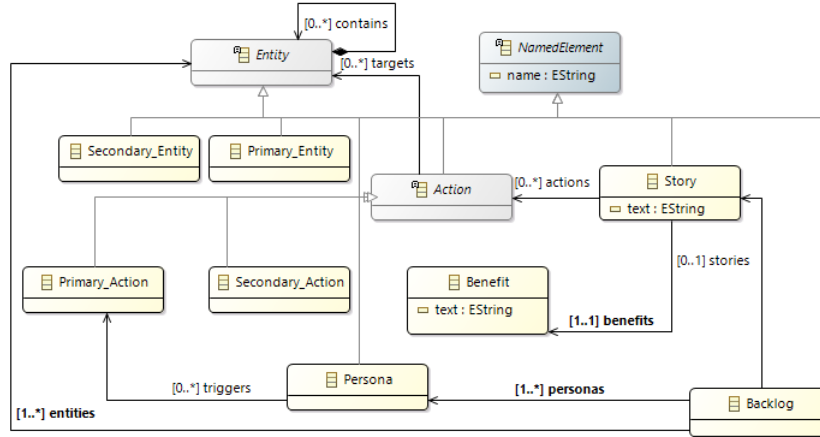 [0..*] contains
Entity
NamedElement
name : EString
[0..*] targets
Secondary_Entity
Primary_Entity
Action
[0..*] actions
Story
text : EString
[0..1] stories
Primary_Action
Secondary_Action
Benefit
text : EString
[1..1] benefits
[0..*] triggers
Persona
[1..*] personas
Backlog
[1..*] entities